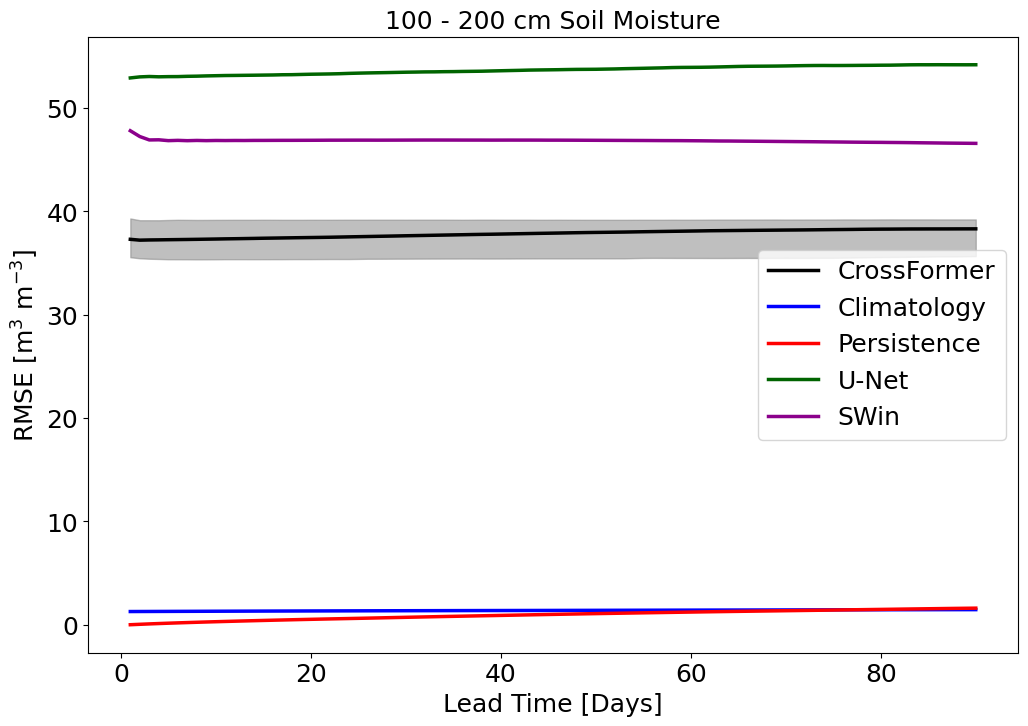 100 - 200 cm Soil Moisture
RMSE [m³ m⁻³]
50
40
30
20
10
0
CrossFormer
Climatology
Persistence
U-Net
SWin
0 20 40 60 80
Lead Time [Days]